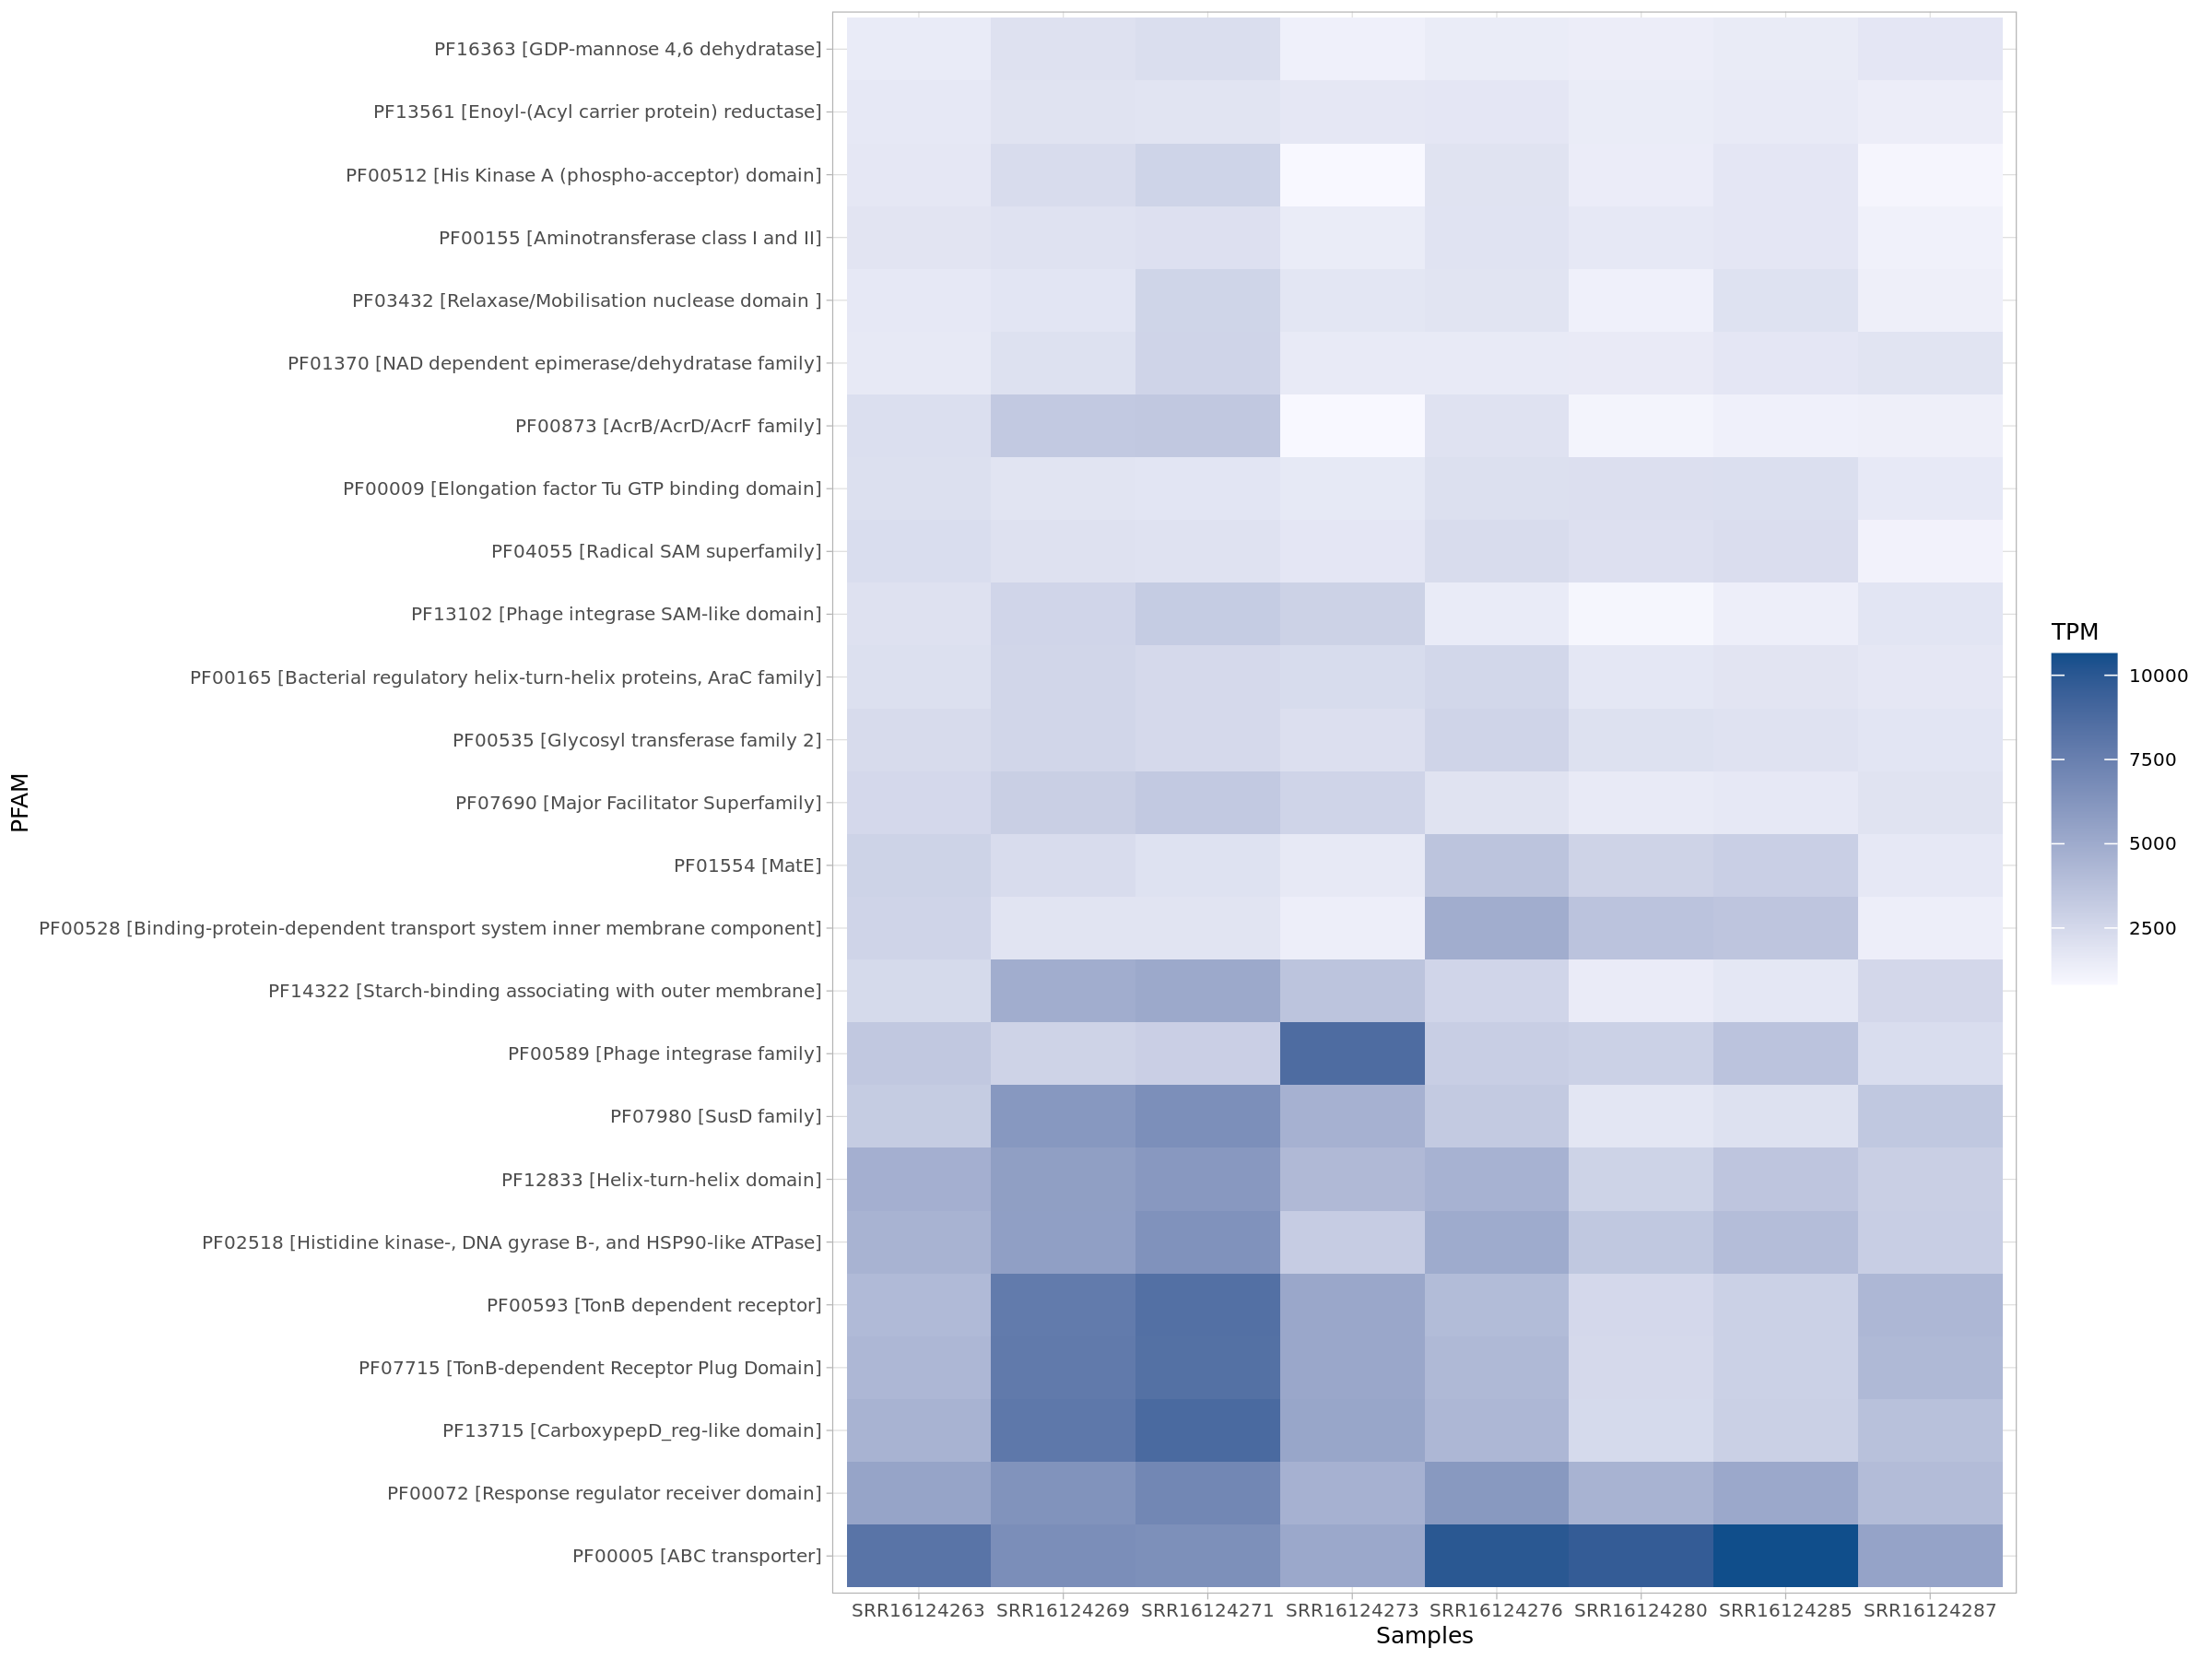 PF16363 [GDP-mannose 4,6 dehydratase]
PF13561 [Enoyl-(Acyl carrier protein) reductase]
PF00512 [His Kinase A (phospho-acceptor) domain]
PF00155 [Aminotransferase class I and II]
PF03432 [Relaxase/Mobilisation nuclease domain ]
PF01370 [NAD dependent epimerase/dehydratase family]
PF00873 [AcrB/AcrD/AcrF family]
PF00009 [Elongation factor Tu GTP binding domain]
PF04055 [Radical SAM superfamily]
PF13102 [Phage integrase SAM-like domain]
PF00165 [Bacterial regulatory helix-turn-helix proteins, AraC family]
PF00535 [Glycosyl transferase family 2]
PF07690 [Major Facilitator Superfamily]
PF01554 [MatE]
PF00528 [Binding-protein-dependent transport system inner membrane component]
PF14322 [Starch-binding associating with outer membrane]
PF00589 [Phage integrase family]
PF07980 [SusD family]
PF12833 [Helix-turn-helix domain]
PF02518 [Histidine kinase-, DNA gyrase B-, and HSP90-like ATPase]
PF00593 [TonB dependent receptor]
PF07715 [TonB-dependent Receptor Plug Domain]
PF13715 [CarboxypepD_reg-like domain]
PF00072 [Response regulator receiver domain]
PF00005 [ABC transporter]
PFAM
SRR16124263 SRR16124269 SRR16124271 SRR16124273 SRR16124276 SRR16124280 SRR16124285 SRR16124287
Samples
TPM
10000
7500
5000
2500